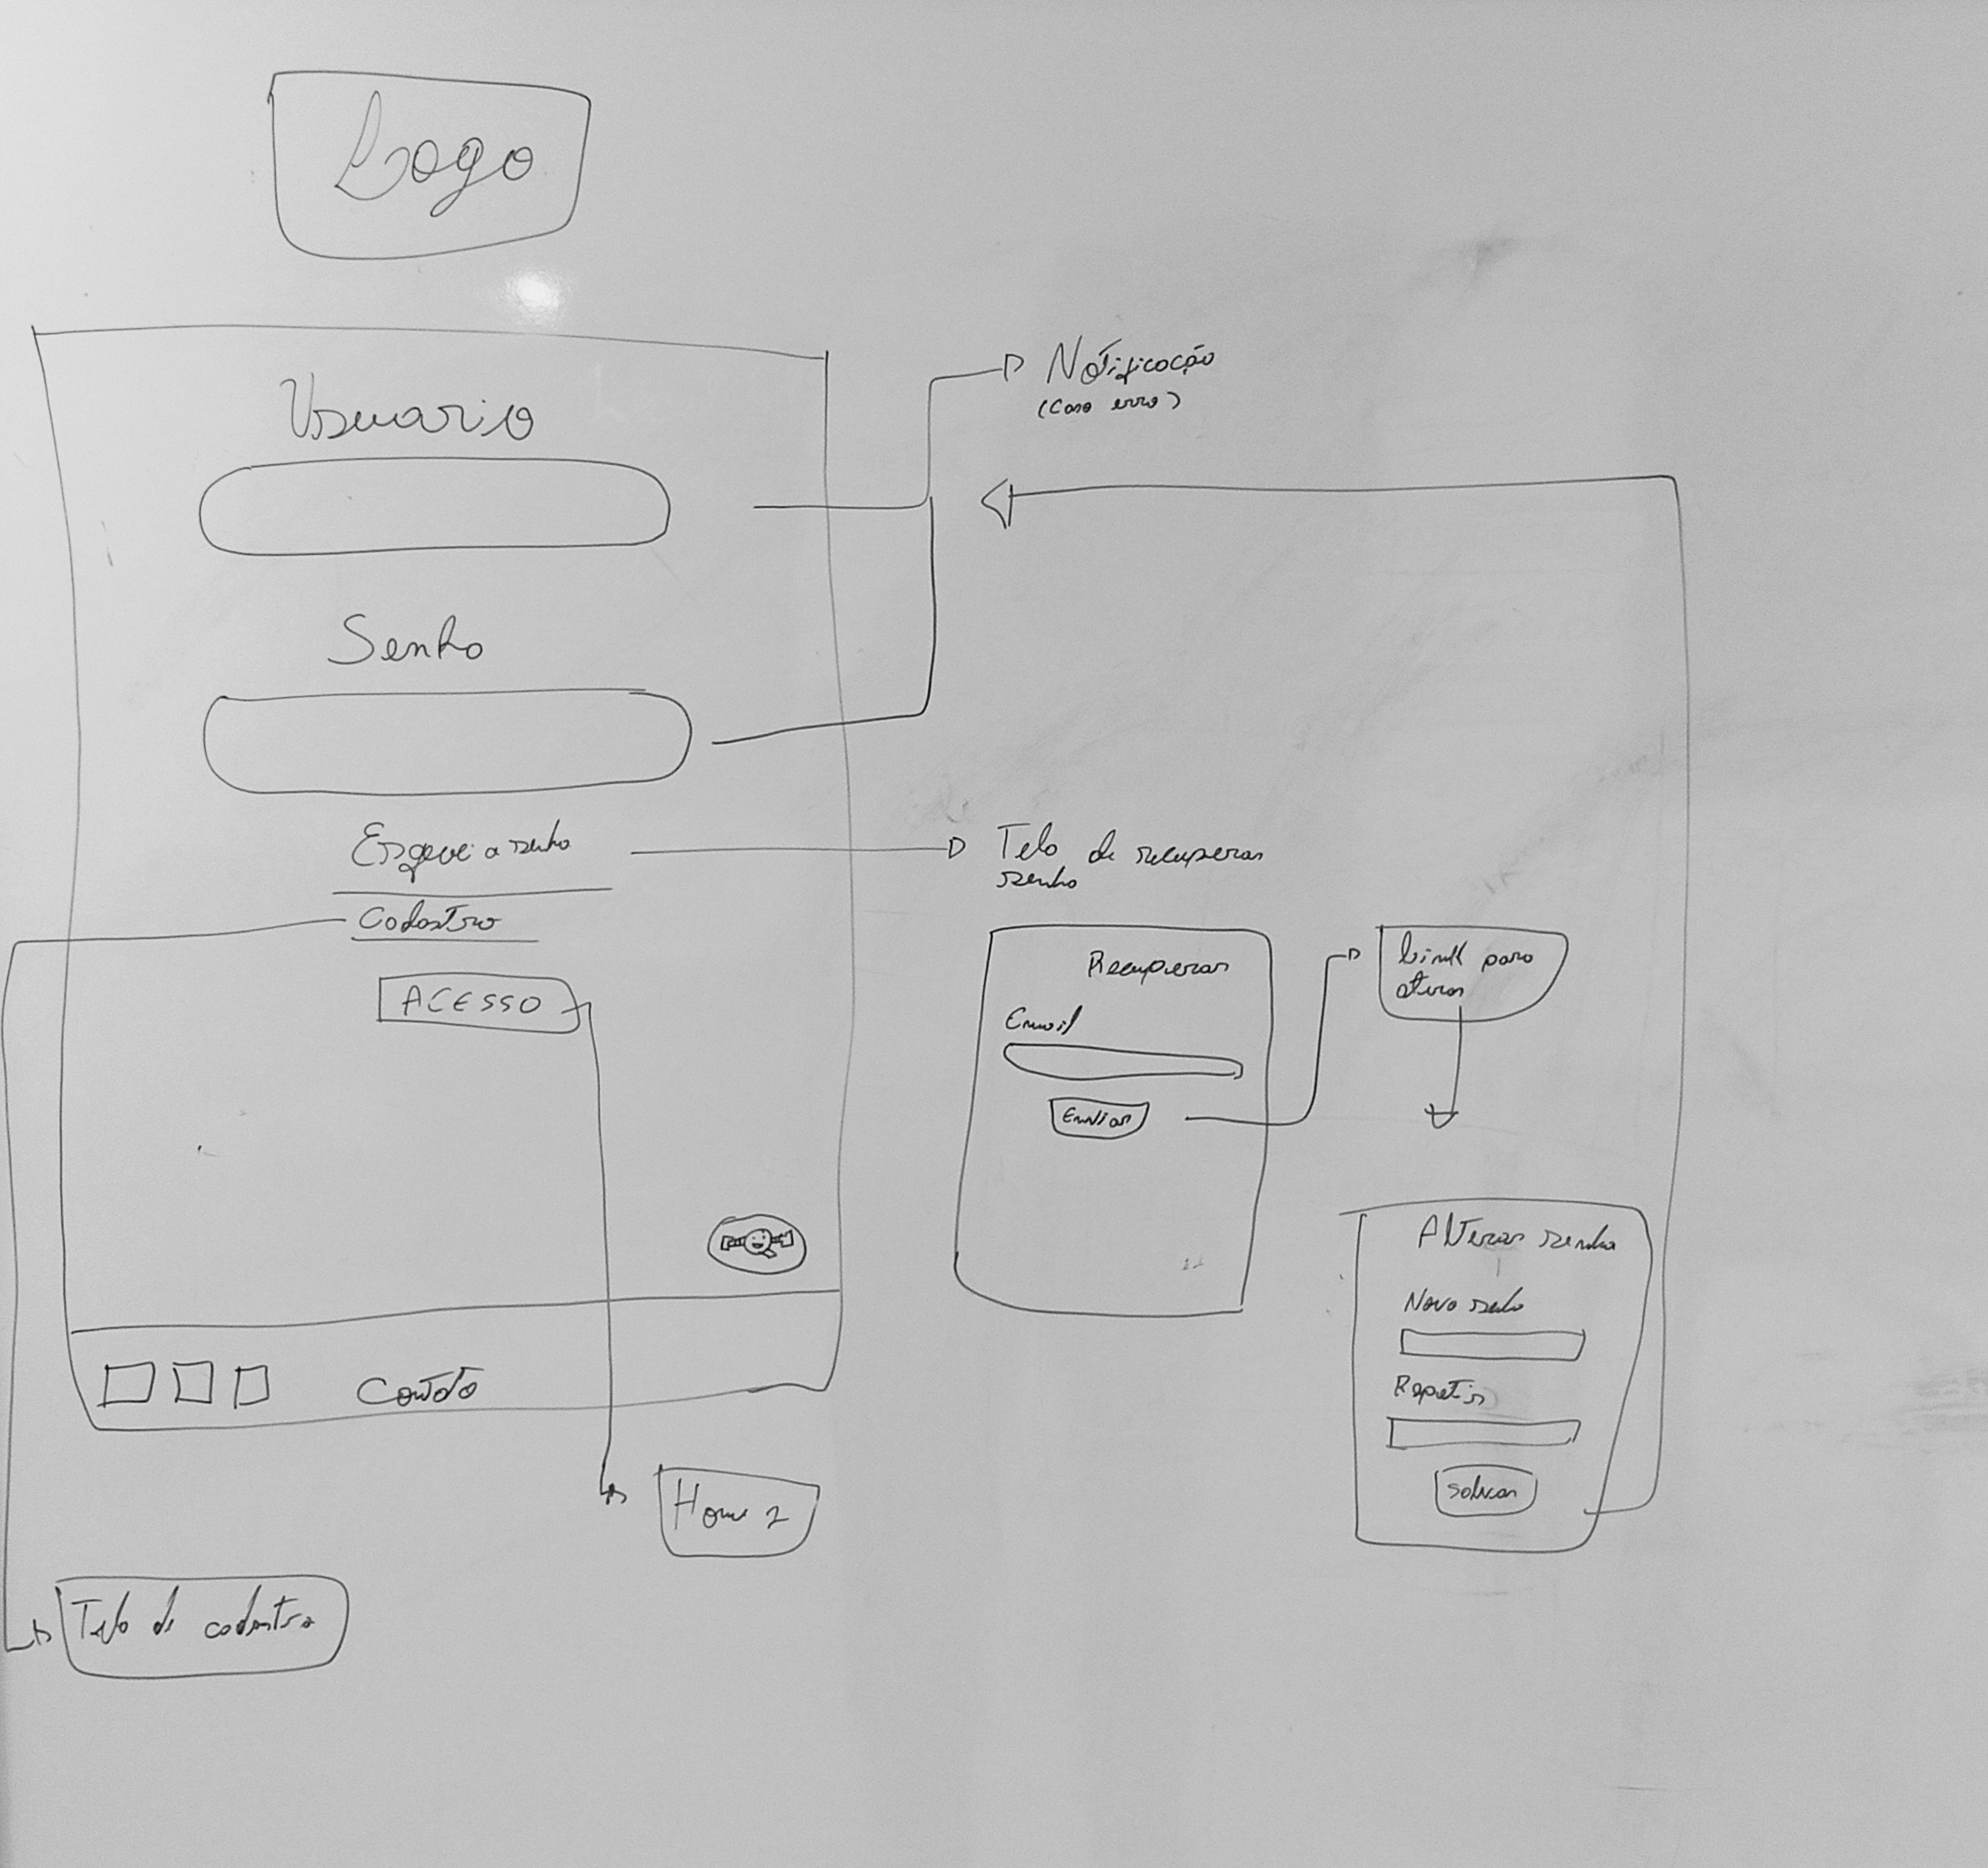 Logo
Usuario
Notificação
(Caso erro)
Senha
Esqueci a senha
Tela de recuperar
senha
Cadastro
ACESSO
Recuperar
Email
Enviar
Link para
alterar
Alterar senha
Nova senha
Repetir
Salvar
Contato
Home 2
Tela de cadastro